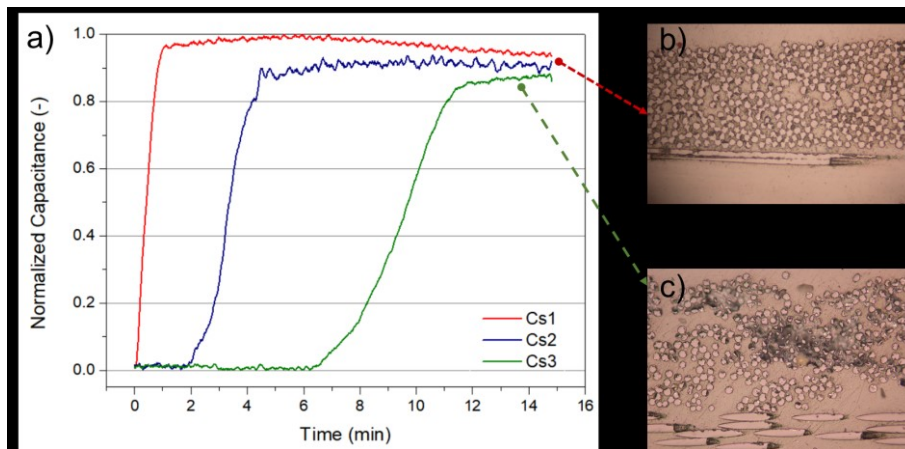 a)
Normalized Capacitance (-)
1.0
0.8
0.6
0.4
0.2
0.0
Cs1
Cs2
Cs3
0 2 4 6 8 10 12 14 16
Time (min)
b)
c)